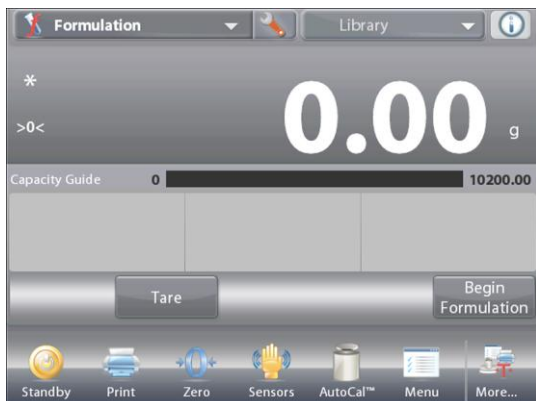 Formulation Library
*
>0<
0.00 g
Capacity Guide 0 10200.00
Tare
Begin
Formulation
Standby Print Zero Sensors AutoCal™ Menu More...